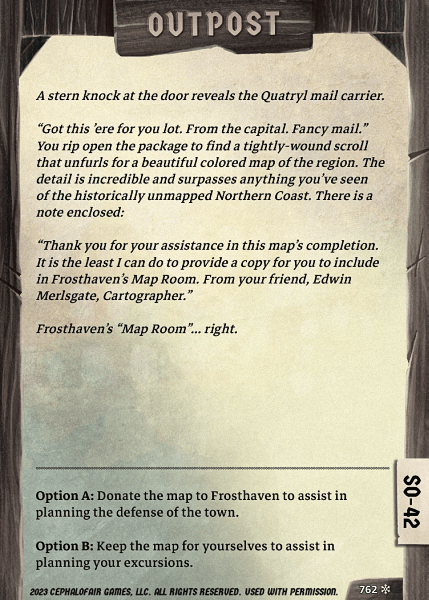 OUTPOST
A stern knock at the door reveals the Quatryl mail carrier.
“Got this ’ere for you lot. From the capital. Fancy mail.”
You rip open the package to find a tightly-wound scroll
that unfurls for a beautiful colored map of the region. The
detail is incredible and surpasses anything you’ve seen
of the historically unmapped Northern Coast. There is a
note enclosed:
“Thank you for your assistance in this map’s completion.
It is the least I can do to provide a copy for you to include
in Frosthaven’s Map Room. From your friend, Edwin
Merlsgate, Cartographer.”
Frosthaven’s “Map Room”... right.
Option A: Donate the map to Frosthaven to assist in
planning the defense of the town.
Option B: Keep the map for yourselves to assist in
planning your excursions.
SO-42
2023 CEPHALOFAIR GAMES, LLC. ALL RIGHTS RESERVED. USED WITH PERMISSION.
762